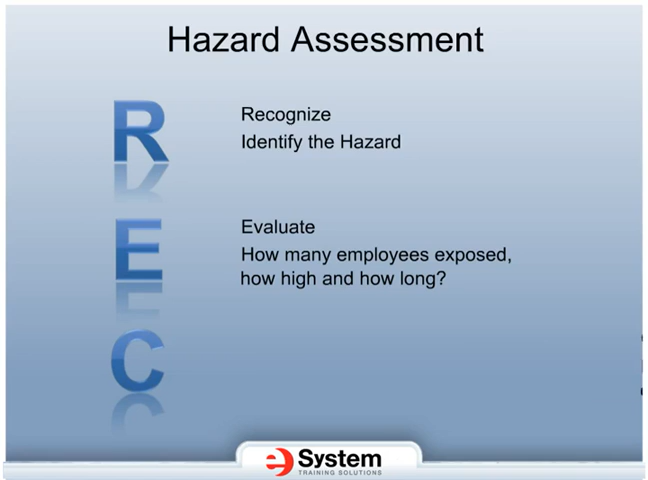 Hazard Assessment
R
Recognize
Identify the Hazard
E
Evaluate
How many employees exposed,
how high and how long?
C
System
TRAINING SOLUTIONS